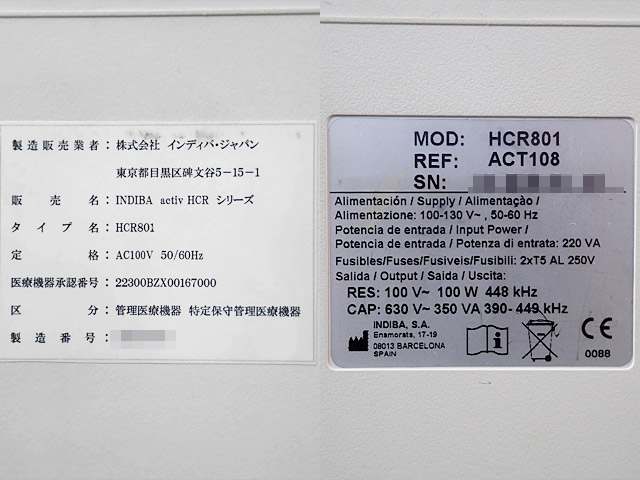 製造販売業者：株式会社 インディバ・ジャパン
東京都目黒区碑文谷5-15-1
販売名：INDIBA activ HCR シリーズ
タイプ名：HCR801
定格：AC100V 50/60Hz
医療機器承認番号：22300BZX00167000
区分：管理医療機器 特定保守管理医療機器
製造番号：
MOD: HCR801
REF: ACT108
SN:
Alimentación / Supply / Alimentação /
Alimentazione: 100-130 V~ , 50-60 Hz
Potencia de entrada / Input Power /
Potencia de entrada / Potenza di entrata: 220 VA
Fusibles/Fuses/Fusiveis/Fusibili: 2xT5 AL 250V
Salida / Output / Saida / Uscita:
RES: 100 V~ 100 W 448 kHz
CAP: 630 V~ 350 VA 390-449 kHz
INDIBA, S.A.
Enamorats, 17-19
08013 BARCELONA
SPAIN
i
CE
0088